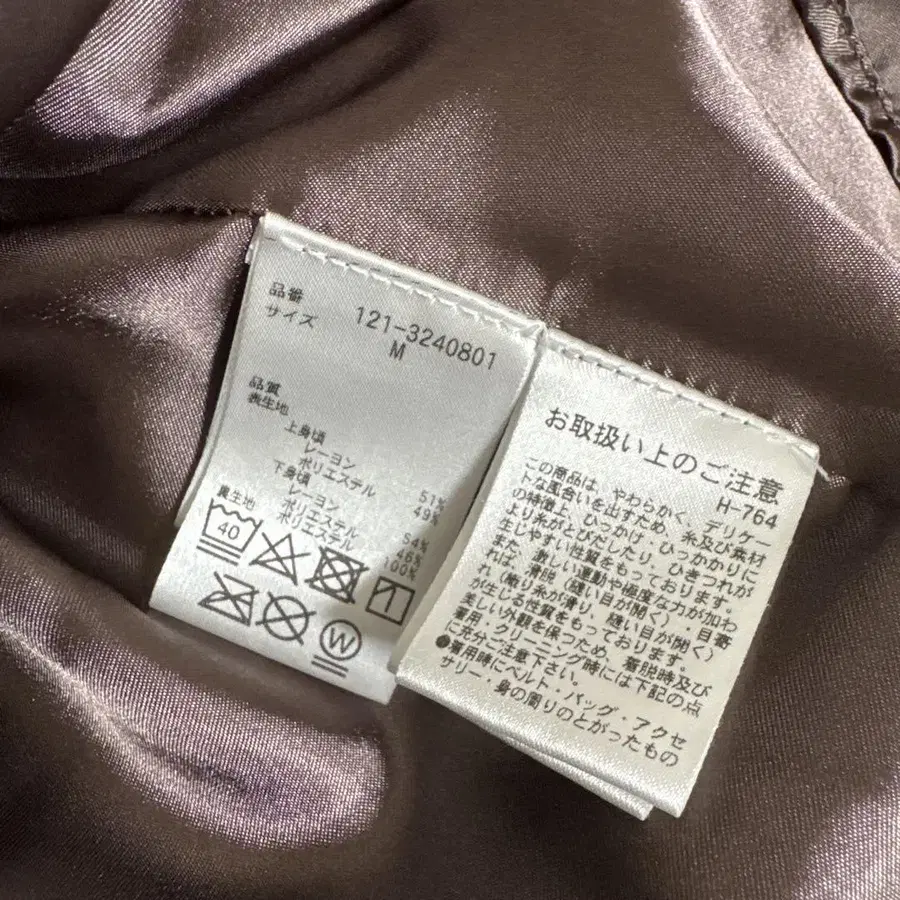 品番 121-3240801
サイズ M
品質
表生地
上身頃
レーヨン 51%
ポリエステル 49%
下身頃
レーヨン 54%
ポリエステル 46%
裏生地 ポリエステル 100%
40
W
お取扱い上のご注意
H-764
この商品は、やわらかく、デリケー
トな風合いを出すため、糸及び素材
の特徴上、ひっかけ、ひっかかりに
より糸がとびだしたり、ひきつれが
生じやすい性質をもっております。
また、激しい運動や極度な力が加わ
れば、滑脱(縫い目が開く)、目寄
れ(織り糸が滑り、縫い目が開く)
が生じる性質をもっております。
美しい外観を保つため、着脱時及び
着用・クリーニング時には下記の点
に充分ご注意下さい。
●着用時にベルト・バッグ・アクセ
サリー・身の周りのとがったもの